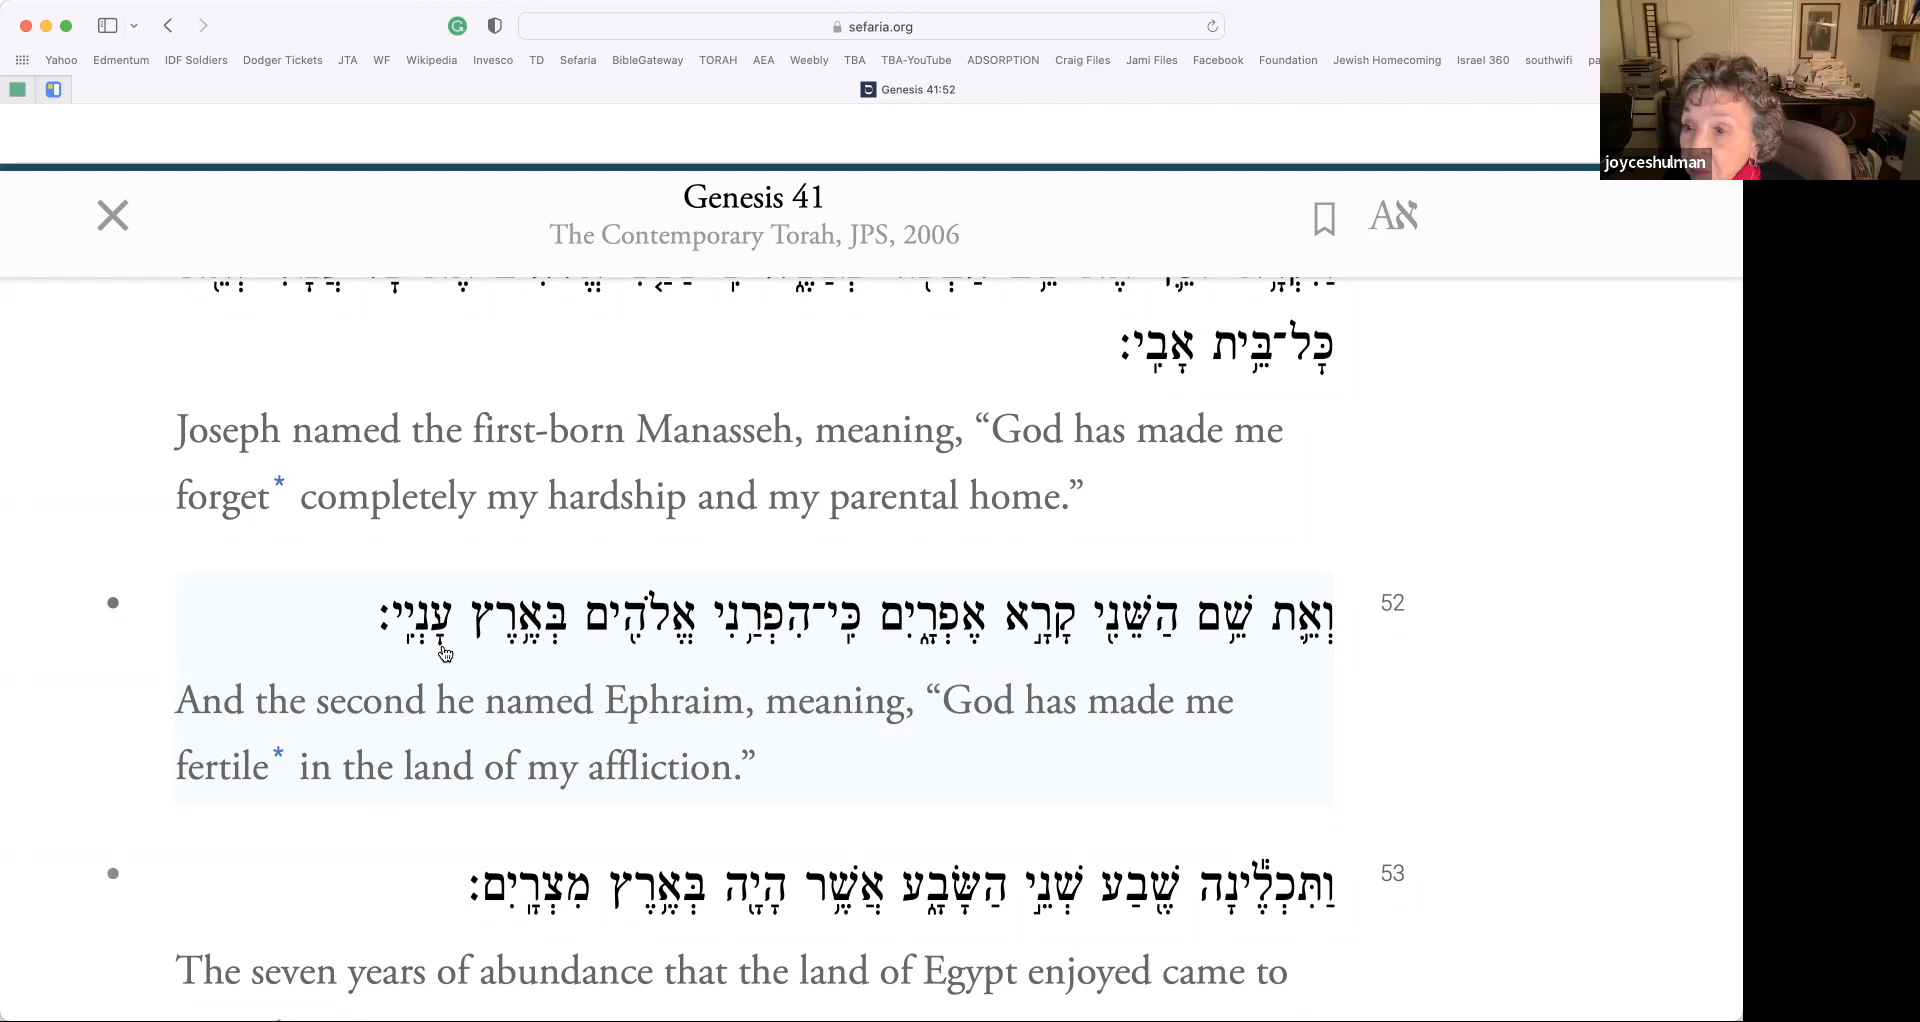 sefaria.org
Yahoo Edmentum IDF Soldiers Dodger Tickets JTA WF Wikipedia Invesco TD Sefaria BibleGateway TORAH AEA Weebly TBA TBA-YouTube ADSORPTION Craig Files Jami Files Facebook Foundation Jewish Homecoming Israel 360 southwifi
Genesis 41:52
joyceshulman
Genesis 41
The Contemporary Torah, JPS, 2006
Aא
כׇּל־בֵּ֥ית אָבִֽי׃
Joseph named the first-born Manasseh, meaning, “God has made me
forget* completely my hardship and my parental home.”
52
וְאֵ֛ת שֵׁ֥ם הַשֵּׁנִ֖י קָרָ֣א אֶפְרָ֑יִם כִּֽי־הִפְרַ֥נִי אֱלֹהִ֖ים בְּאֶ֥רֶץ עׇנְיִֽי׃
And the second he named Ephraim, meaning, “God has made me
fertile* in the land of my affliction.”
53
וַתִּכְלֶ֕ינָה שֶׁ֖בַע שְׁנֵ֣י הַשָּׂבָ֑ע אֲשֶׁ֥ר הָיָ֖ה בְּאֶ֥רֶץ מִצְרָֽיִם׃
The seven years of abundance that the land of Egypt enjoyed came to